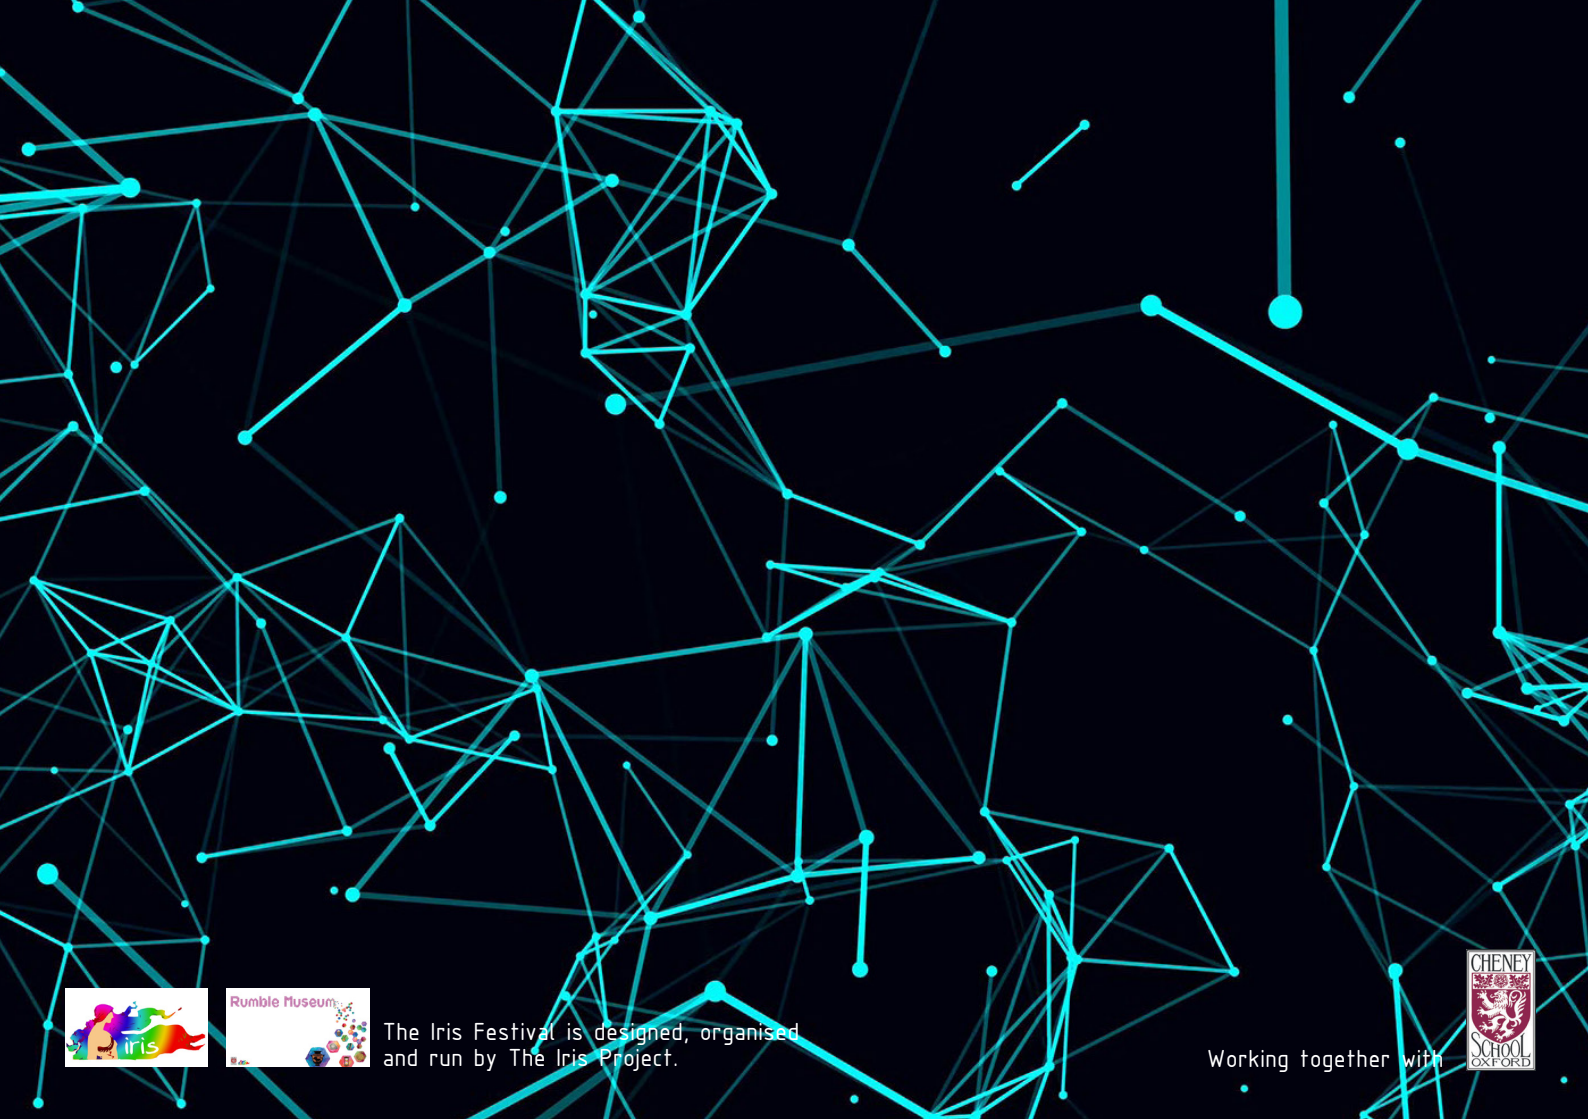 iris
Rumble Museum
The Iris Festival is designed, organised
and run by The Iris Project.
Working together with
CHENEY
SCHOOL
OXFORD